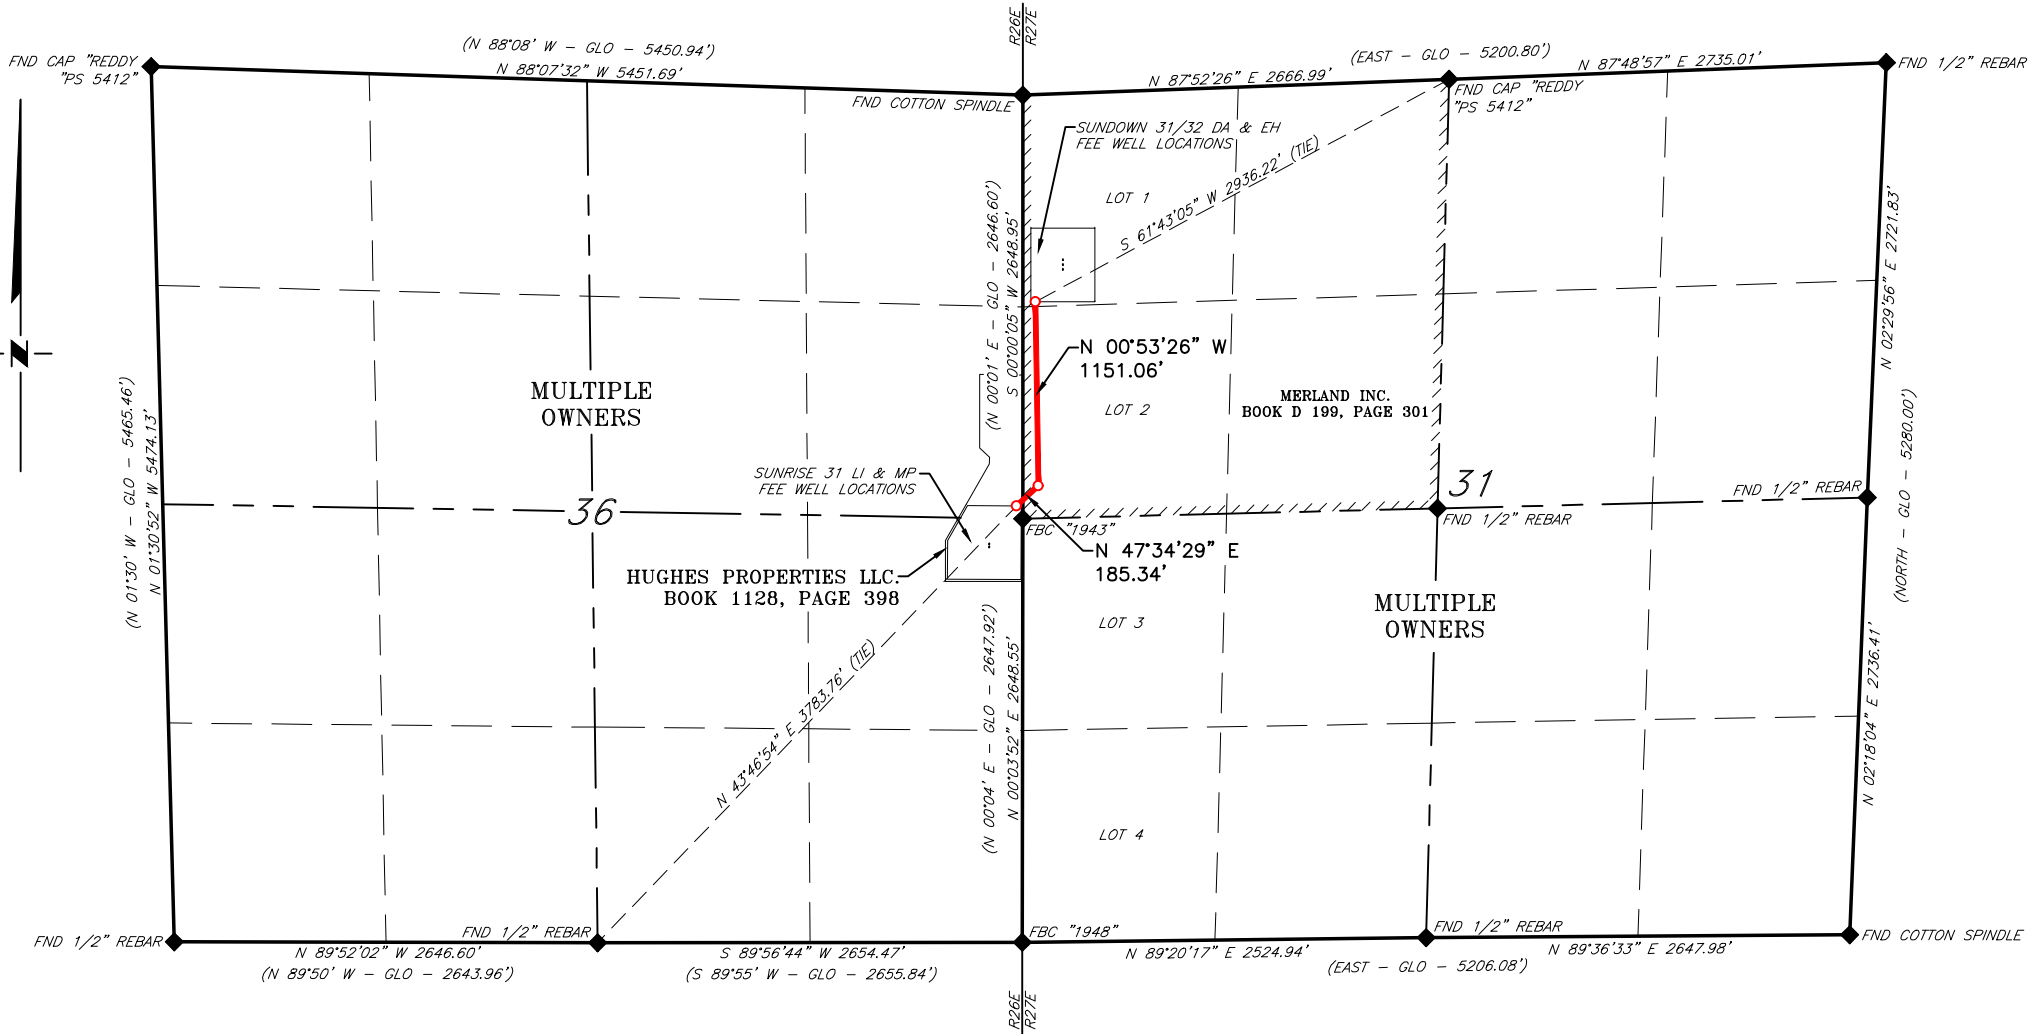 R26E
R27E
(N 88°08' W - GLO - 5450.94')
N 88°07'32" W 5451.69'
FND CAP "REDDY
"PS 5412"
FND COTTON SPINDLE
(EAST - GLO - 5200.80')
N 87°52'26" E 2666.99'
N 87°48'57" E 2735.01'
FND 1/2" REBAR
FND CAP "REDDY
"PS 5412"
SUNDOWN 31/32 DA & EH
FEE WELL LOCATIONS
LOT 1
S 61°43'05" W 2936.22' (TIE)
(N 00°01' E - GLO - 2646.60')
S 00°00'05" W 2648.95'
N 02°29'56" E 2721.83'
N
N 00°53'26" W
1151.06'
LOT 2
MERLAND INC.
BOOK D 199, PAGE 301
MULTIPLE
OWNERS
(N 01°30' W - GLO - 5465.46')
N 01°30'52" W 5474.13'
(NORTH - GLO - 5280.00')
SUNRISE 31 LI & MP
FEE WELL LOCATIONS
36
31
FND 1/2" REBAR
FND 1/2" REBAR
FBC "1943"
N 47°34'29" E
185.34'
HUGHES PROPERTIES LLC.
BOOK 1128, PAGE 398
LOT 3
MULTIPLE
OWNERS
N 43°46'54" E 3783.76' (TIE)
(N 00°04' E - GLO - 2647.92')
N 00°03'52" E 2648.55'
N 02°18'04" E 2736.41'
LOT 4
FND 1/2" REBAR
FND 1/2" REBAR
FBC "1948"
FND 1/2" REBAR
FND COTTON SPINDLE
N 89°52'02" W 2646.60'
(N 89°50' W - GLO - 2643.96')
S 89°56'44" W 2654.47'
(S 89°55' W - GLO - 2655.84')
N 89°20'17" E 2524.94'
(EAST - GLO - 5206.08')
N 89°36'33" E 2647.98'
R26E
R27E